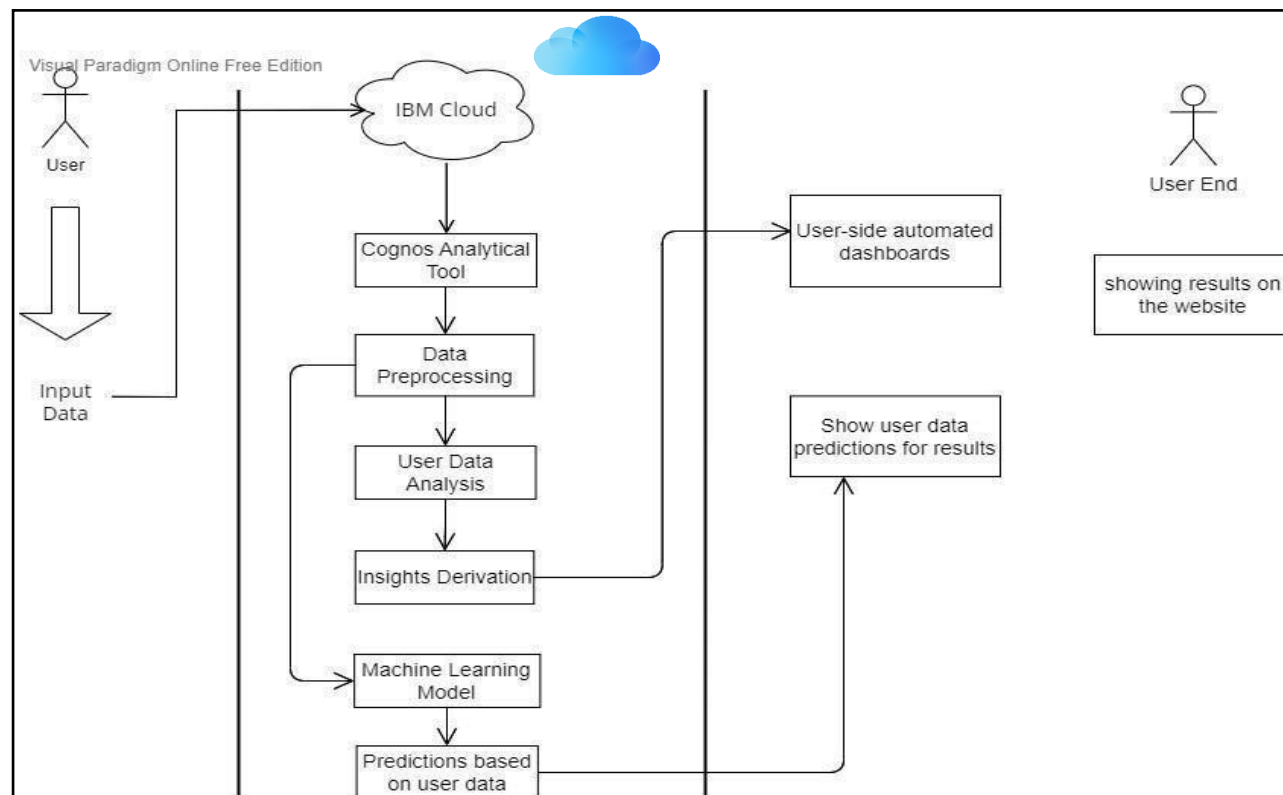 Visual Paradigm Online Free Edition
User
Input
Data
IBM Cloud
Cognos Analytical
Tool
Data
Preprocessing
User Data
Analysis
Insights Derivation
Machine Learning
Model
Predictions based
on user data
User-side automated
dashboards
Show user data
predictions for results
User End
showing results on
the website